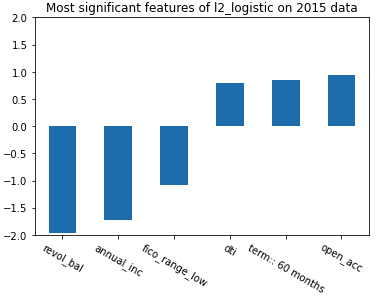 Most significant features of l2_logistic on 2015 data
2.0
1.5
1.0
0.5
0.0
−0.5
−1.0
−1.5
−2.0
revol_bal
annual_inc
fico_range_low
dti
term:: 60 months
open_acc